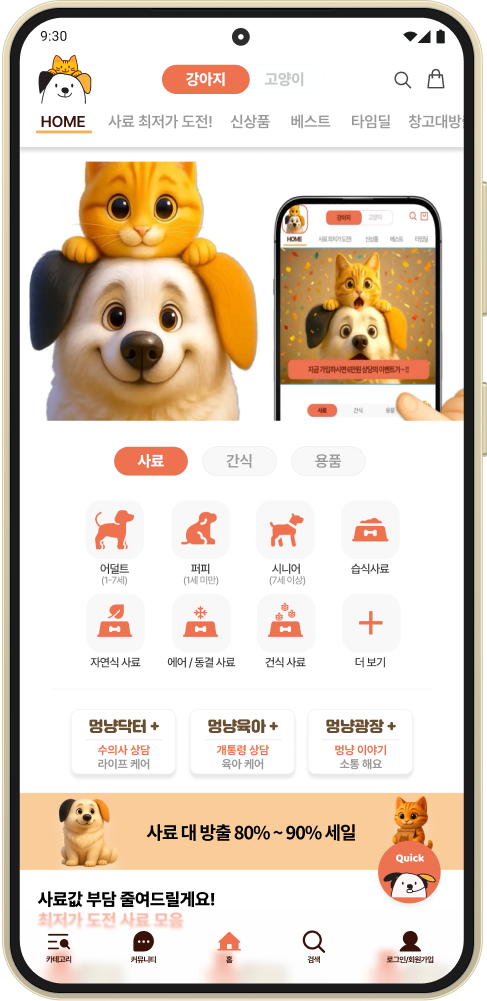 9:30
강아지 고양이
HOME 사료 최저가 도전! 신상품 베스트 타임딜 창고대방
강아지 고양이
HOME 사료 최저가 도전! 신상품 베스트 타임딜
지금 가입하시면 6만원 상당의 이벤트가~!!
사료 간식 용품
사료 간식 용품
어덜트 퍼피 시니어 습식사료
(1-7세) (1세 미만) (7세 이상)
자연식 사료 에어 / 동결 사료 건식 사료 더 보기
멍냥닥터 + 멍냥육아 + 멍냥광장 +
수의사 상담 개통령 상담 멍냥 이야기
라이프 케어 육아 케어 소통 해요
사료 대 방출 80% ~ 90% 세일
Quick
사료값 부담 줄여드릴게요!
최저가 도전 사료 모음
카테고리 커뮤니티 홈 검색 로그인/회원가입